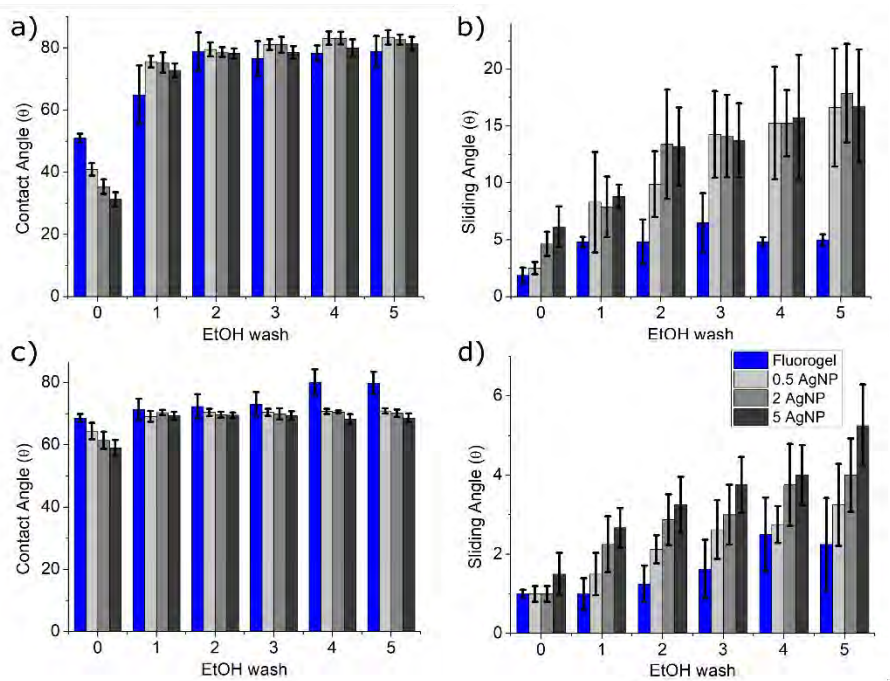 a)
Contact Angle (θ)
80
60
40
20
0
0 1 2 3 4 5
EtOH wash
b)
Sliding Angle (θ)
20
15
10
5
0
0 1 2 3 4 5
EtOH wash
c)
Contact Angle (θ)
80
60
40
20
0
0 1 2 3 4 5
EtOH wash
d)
Sliding Angle (θ)
6
4
2
0
Fluorogel
0.5 AgNP
2 AgNP
5 AgNP
0 1 2 3 4 5
EtOH wash